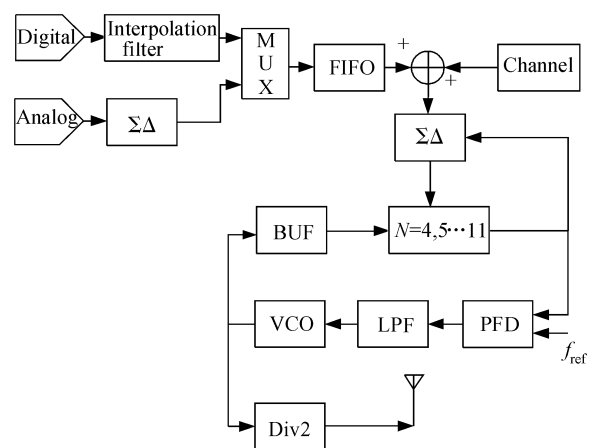 Digital
Interpolation
filter
M
U
X
FIFO
+
+
Channel
Analog
ΣΔ
ΣΔ
BUF
N=4,5···11
VCO
LPF
PFD
fref
Div2